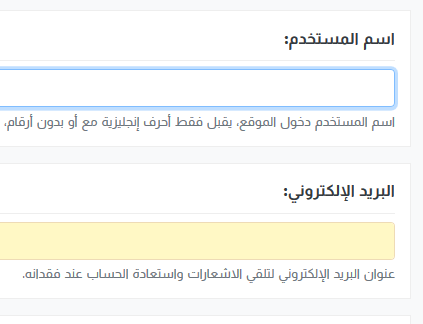 اسم المستخدم:
اسم المستخدم دخول الموقع، يقبل فقط أحرف إنجليزية مع أو بدون أرقام،
البريد الإلكتروني:
عنوان البريد الإلكتروني لتلقي الاشعارات واستعادة الحساب عند فقدانه.